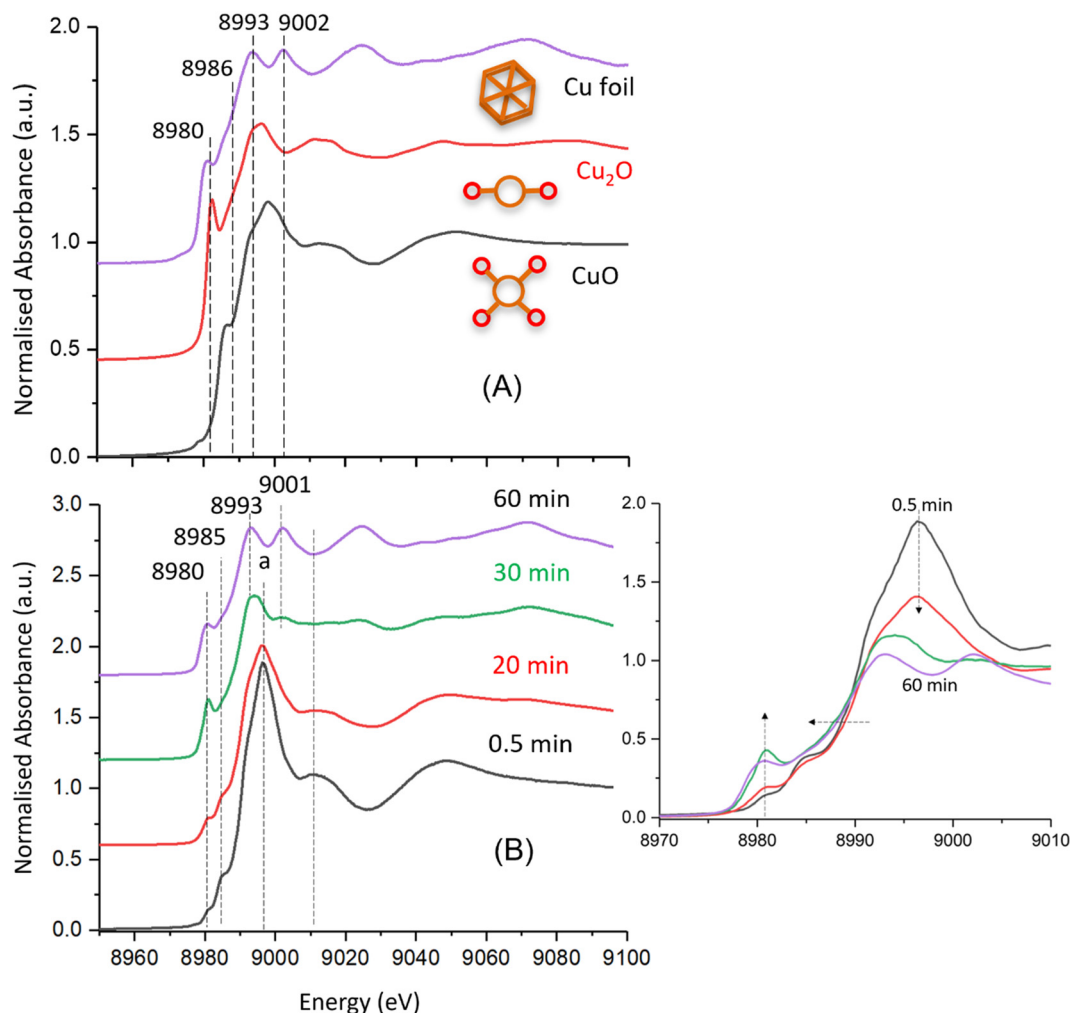 8993 9002
8986
8980
2.0
1.5
1.0
0.5
0.0
Normalised Absorbance (a.u.)
Cu foil
Cu₂O
CuO
(A)
9001
8993
8985
8980
a
60 min
30 min
20 min
0.5 min
3.0
2.5
2.0
1.5
1.0
0.5
0.0
Normalised Absorbance (a.u.)
(B)
8960 8980 9000 9020 9040 9060 9080 9100
Energy (eV)
2.0
1.5
1.0
0.5
0.0
0.5 min
60 min
8970 8980 8990 9000 9010